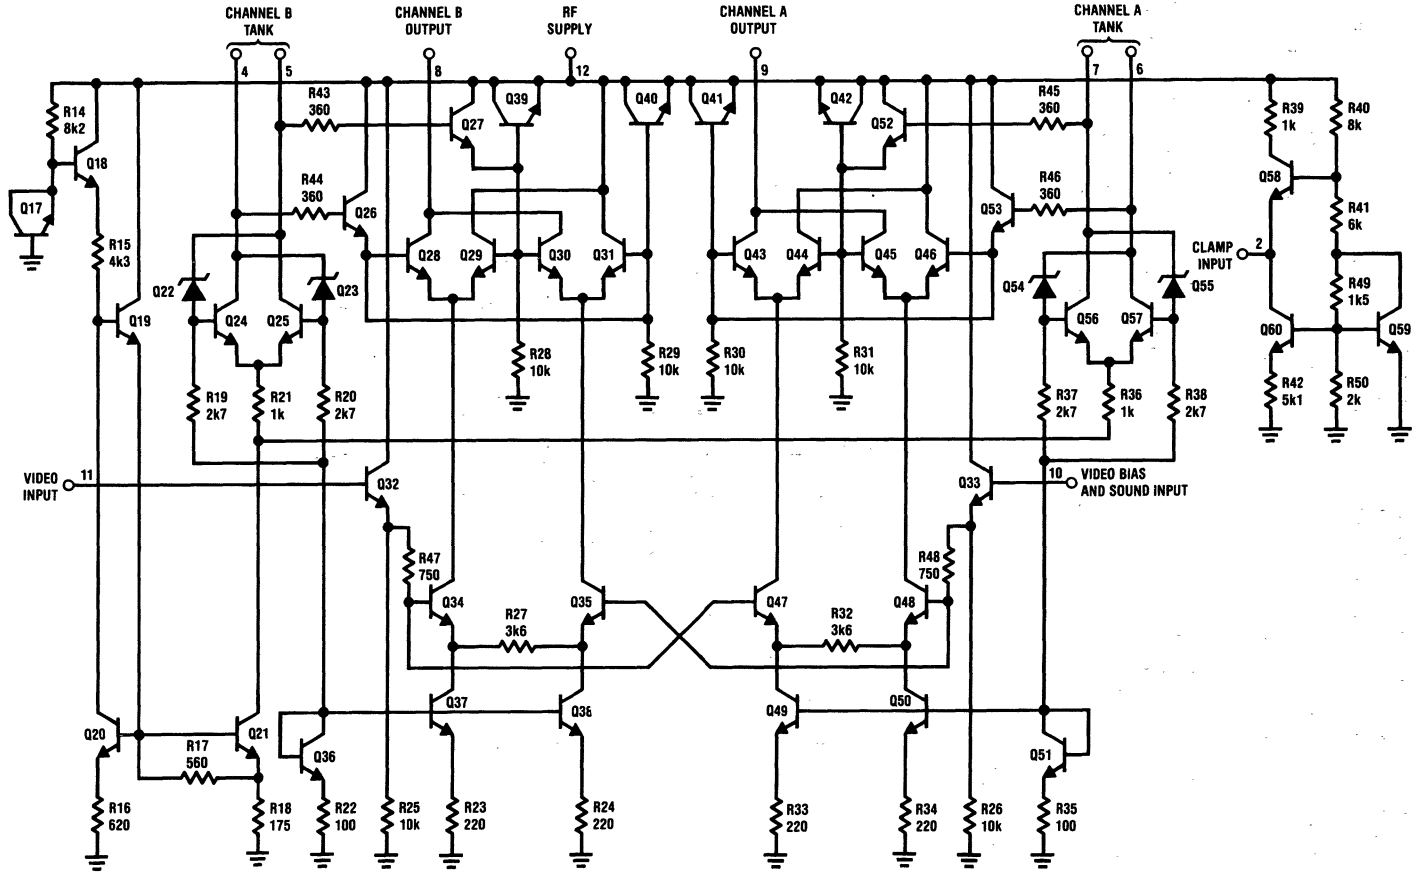 CHANNEL B
TANK
CHANNEL B
OUTPUT
RF
SUPPLY
CHANNEL A
OUTPUT
CHANNEL A
TANK
4
5
8
12
9
7
6
R14
8k2
R43
360
Q27
Q39
Q40
Q41
Q42
Q52
R45
360
R39
1k
R40
8k
Q18
Q17
R44
360
Q26
Q53
R46
360
Q58
R41
6k
R15
4k3
Q28
Q29
Q30
Q31
Q43
Q44
Q45
Q46
CLAMP
INPUT
2
Q22
Q23
Q54
Q55
R49
1k5
Q19
Q24
Q25
Q56
Q57
Q60
Q59
R28
10k
R29
10k
R30
10k
R31
10k
R19
2k7
R21
1k
R20
2k7
R37
2k7
R36
1k
R38
2k7
R42
5k1
R50
2k
VIDEO
INPUT
11
Q32
Q33
10
VIDEO BIAS
AND SOUND INPUT
R47
750
R48
750
Q34
R27
3k6
Q35
Q47
R32
3k6
Q48
Q37
Q38
Q49
Q50
Q20
R17
560
Q21
Q36
Q51
R16
620
R18
175
R22
100
R25
10k
R23
220
R24
220
R33
220
R34
220
R26
10k
R35
100